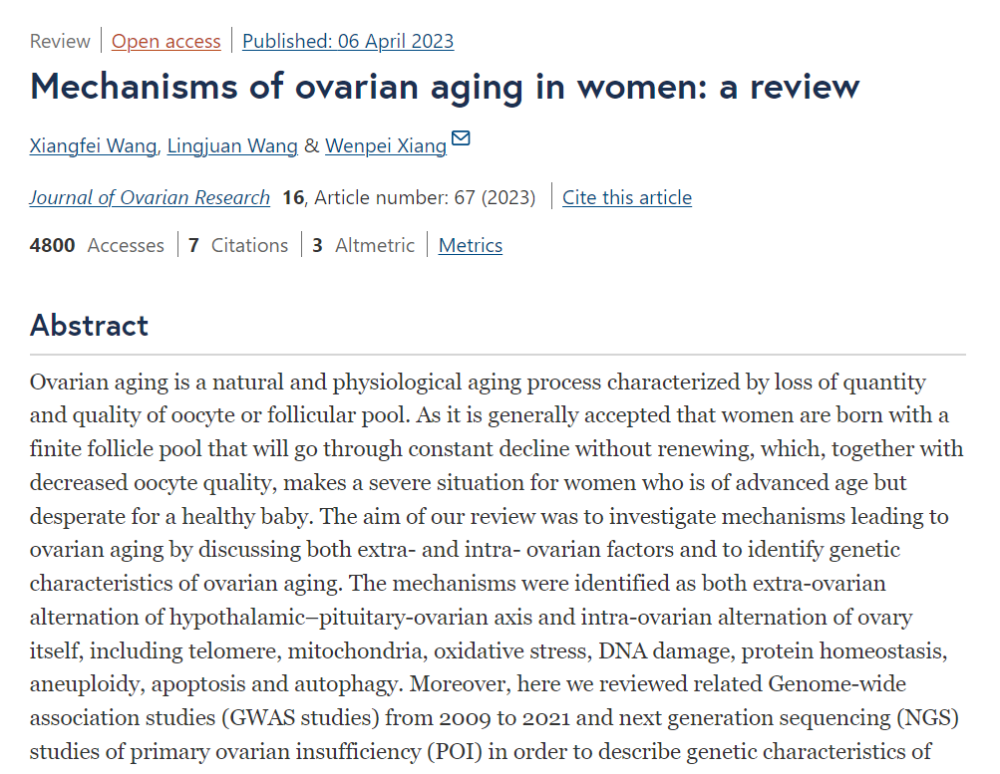 Review | Open access | Published: 06 April 2023
Mechanisms of ovarian aging in women: a review
Xiangfei Wang, Lingjuan Wang & Wenpei Xiang
Journal of Ovarian Research 16, Article number: 67 (2023) | Cite this article
4800 Accesses | 7 Citations | 3 Altmetric | Metrics
Abstract
Ovarian aging is a natural and physiological aging process characterized by loss of quantity
and quality of oocyte or follicular pool. As it is generally accepted that women are born with a
finite follicle pool that will go through constant decline without renewing, which, together with
decreased oocyte quality, makes a severe situation for women who is of advanced age but
desperate for a healthy baby. The aim of our review was to investigate mechanisms leading to
ovarian aging by discussing both extra- and intra- ovarian factors and to identify genetic
characteristics of ovarian aging. The mechanisms were identified as both extra-ovarian
alternation of hypothalamic–pituitary-ovarian axis and intra-ovarian alternation of ovary
itself, including telomere, mitochondria, oxidative stress, DNA damage, protein homeostasis,
aneuploidy, apoptosis and autophagy. Moreover, here we reviewed related Genome-wide
association studies (GWAS studies) from 2009 to 2021 and next generation sequencing (NGS)
studies of primary ovarian insufficiency (POI) in order to describe genetic characteristics of